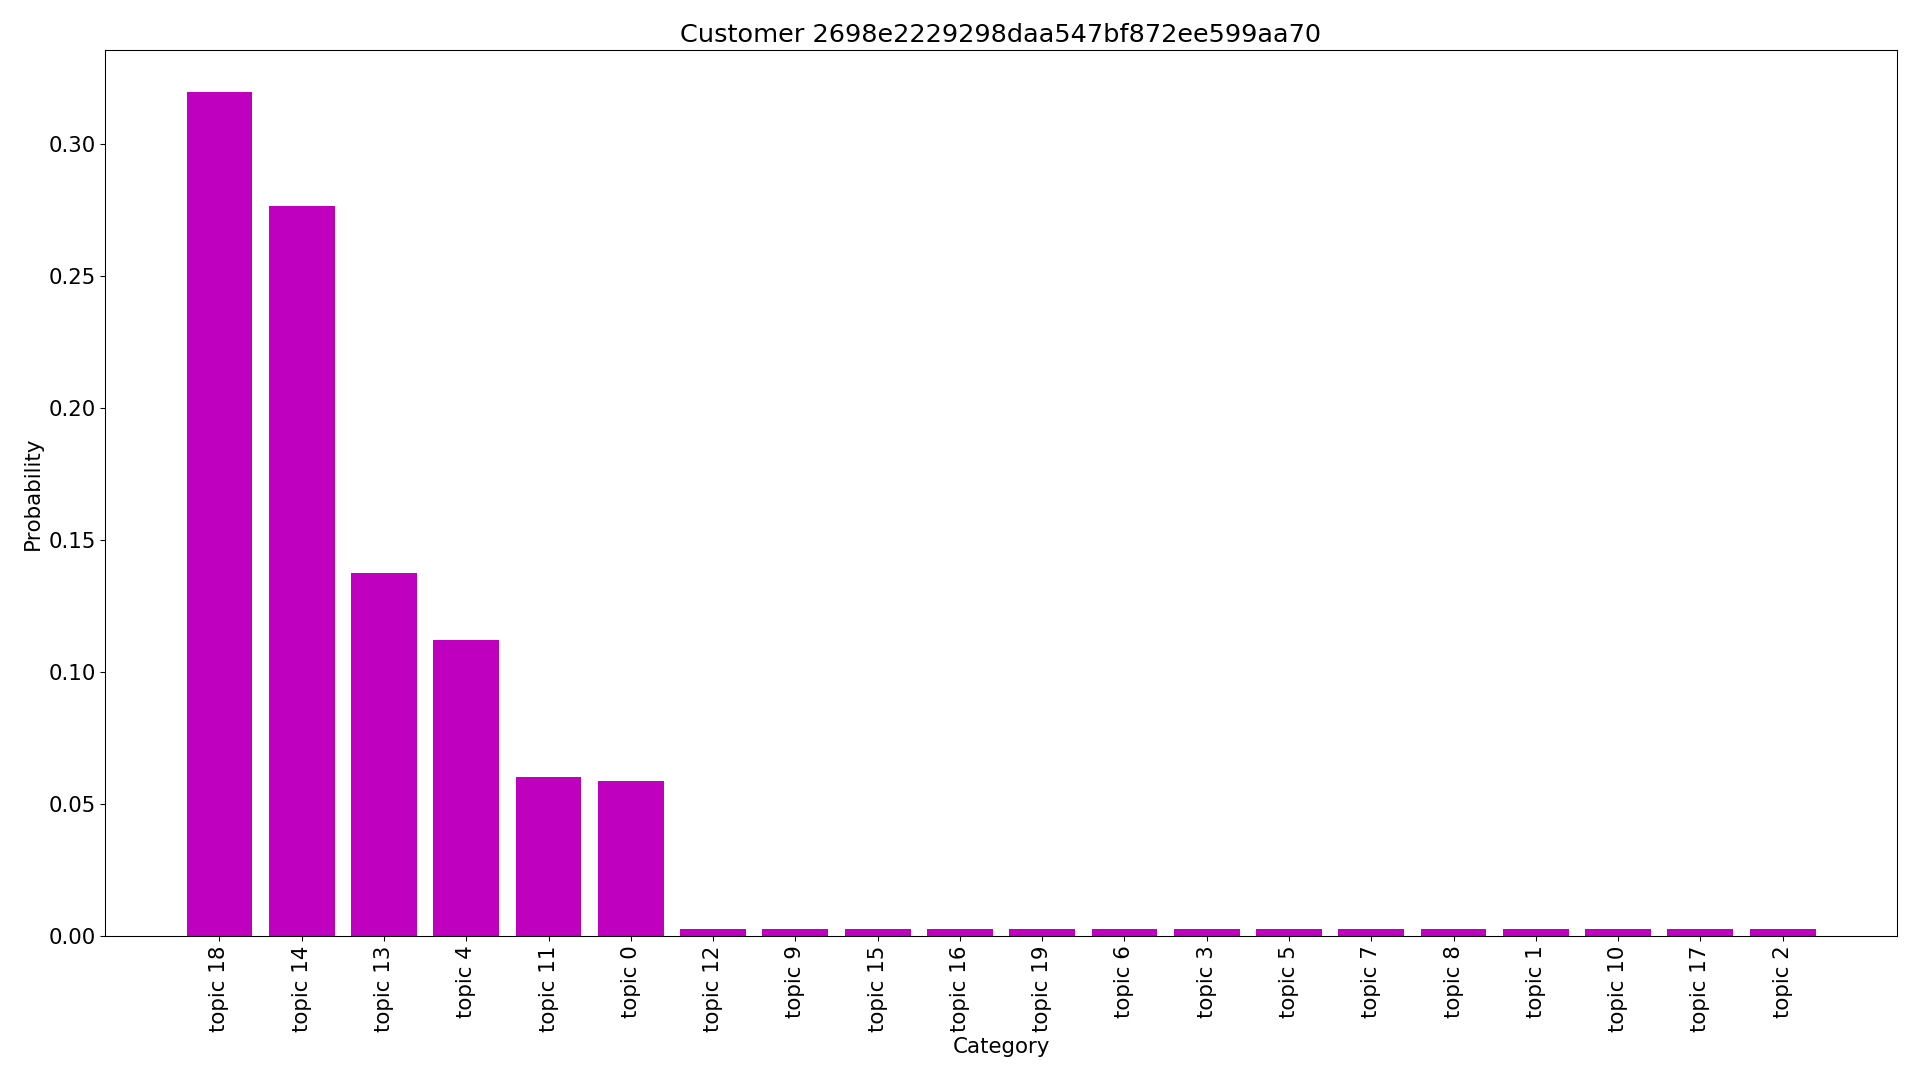 Customer 2698e2229298daa547bf872ee599aa70
Probability
0.30
0.25
0.20
0.15
0.10
0.05
0.00
topic 18
topic 14
topic 13
topic 4
topic 11
topic 0
topic 12
topic 9
topic 15
topic 16
topic 19
topic 6
topic 3
topic 5
topic 7
topic 8
topic 1
topic 10
topic 17
topic 2
Category